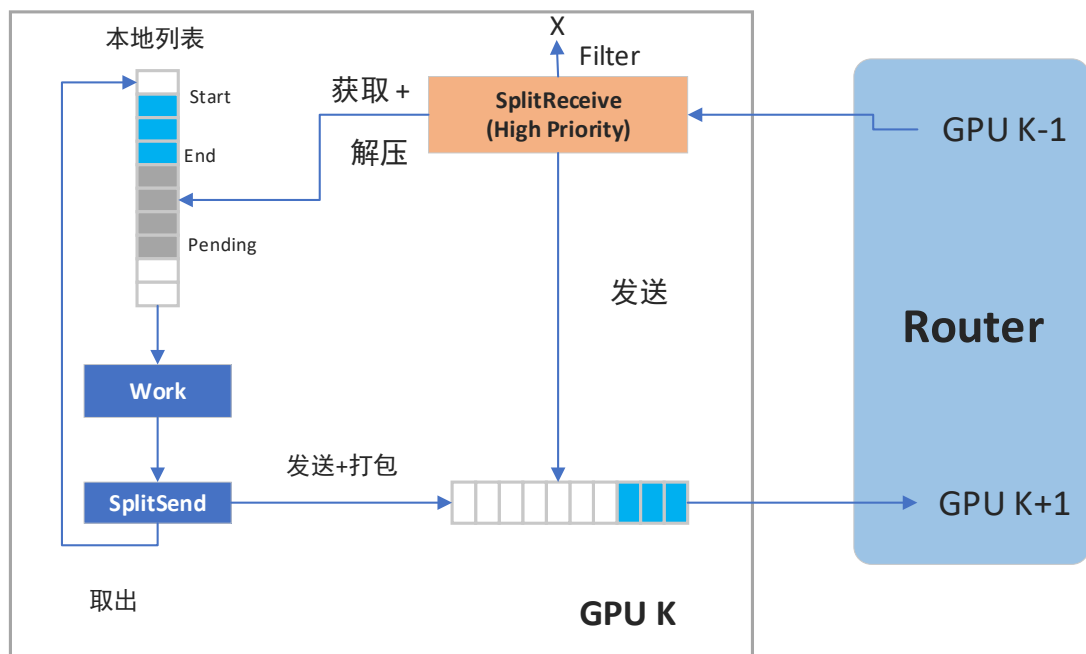 本地列表
X
Filter
Start
获取 +
SplitReceive
(High Priority)
GPU K-1
End
解压
Pending
发送
Router
Work
发送+打包
SplitSend
GPU K+1
取出
GPU K